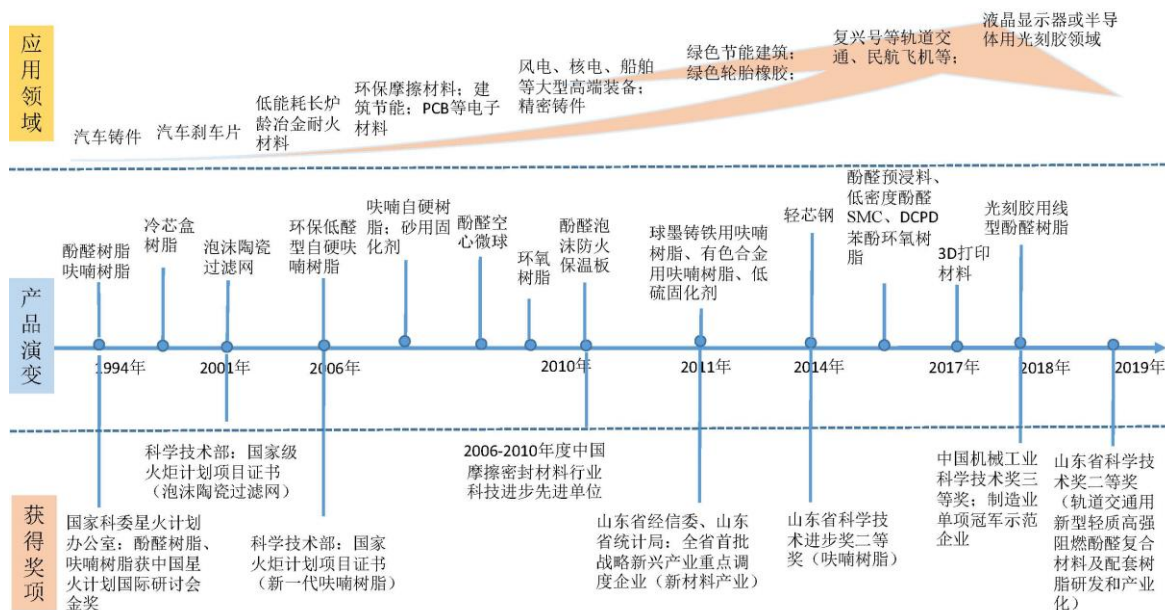 应用领域
汽车铸件
汽车刹车片
低能耗长炉
龄冶金耐火
材料
环保摩擦材料；建
筑节能；PCB等电子
材料
风电、核电、船舶
等大型高端装备；
精密铸件
绿色节能建筑；
绿色轮胎橡胶；
复兴号等轨道交
通、民航飞机等；
液晶显示器或半导
体用光刻胶领域
产品演变
酚醛树脂
呋喃树脂
冷芯盒
树脂
泡沫陶瓷
过滤网
环保低醛
型自硬呋
喃树脂
呋喃自硬树
脂；砂用固
化剂
酚醛空
心微球
环氧
树脂
酚醛泡
沫防火
保温板
球墨铸铁用呋喃
树脂、有色合金
用呋喃树脂、低
硫固化剂
轻芯钢
酚醛预浸料、
低密度酚醛
SMC、DCPD
苯酚环氧树
脂
3D打印
材料
光刻胶用线
型酚醛树脂
1994年
2001年
2006年
2010年
2011年
2014年
2017年
2018年
2019年
获得奖项
国家科委星火计划
办公室：酚醛树脂、
呋喃树脂获中国星
火计划国际研讨会
金奖
科学技术部：国家级
火炬计划项目证书
（泡沫陶瓷过滤网）
科学技术部：国家
火炬计划项目证书
（新一代呋喃树脂）
2006-2010年度中国
摩擦密封材料行业
科技进步先进单位
山东省经信委、山东
省统计局：全省首批
战略新兴产业重点调
度企业（新材料产业）
山东省科学技
术进步奖二等
奖（呋喃树脂）
中国机械工业
科学技术奖三
等奖；制造业
单项冠军示范
企业
山东省科学技
术奖二等奖
（轨道交通用
新型轻质高强
阻燃酚醛复合
材料及配套树
脂研发和产业
化）